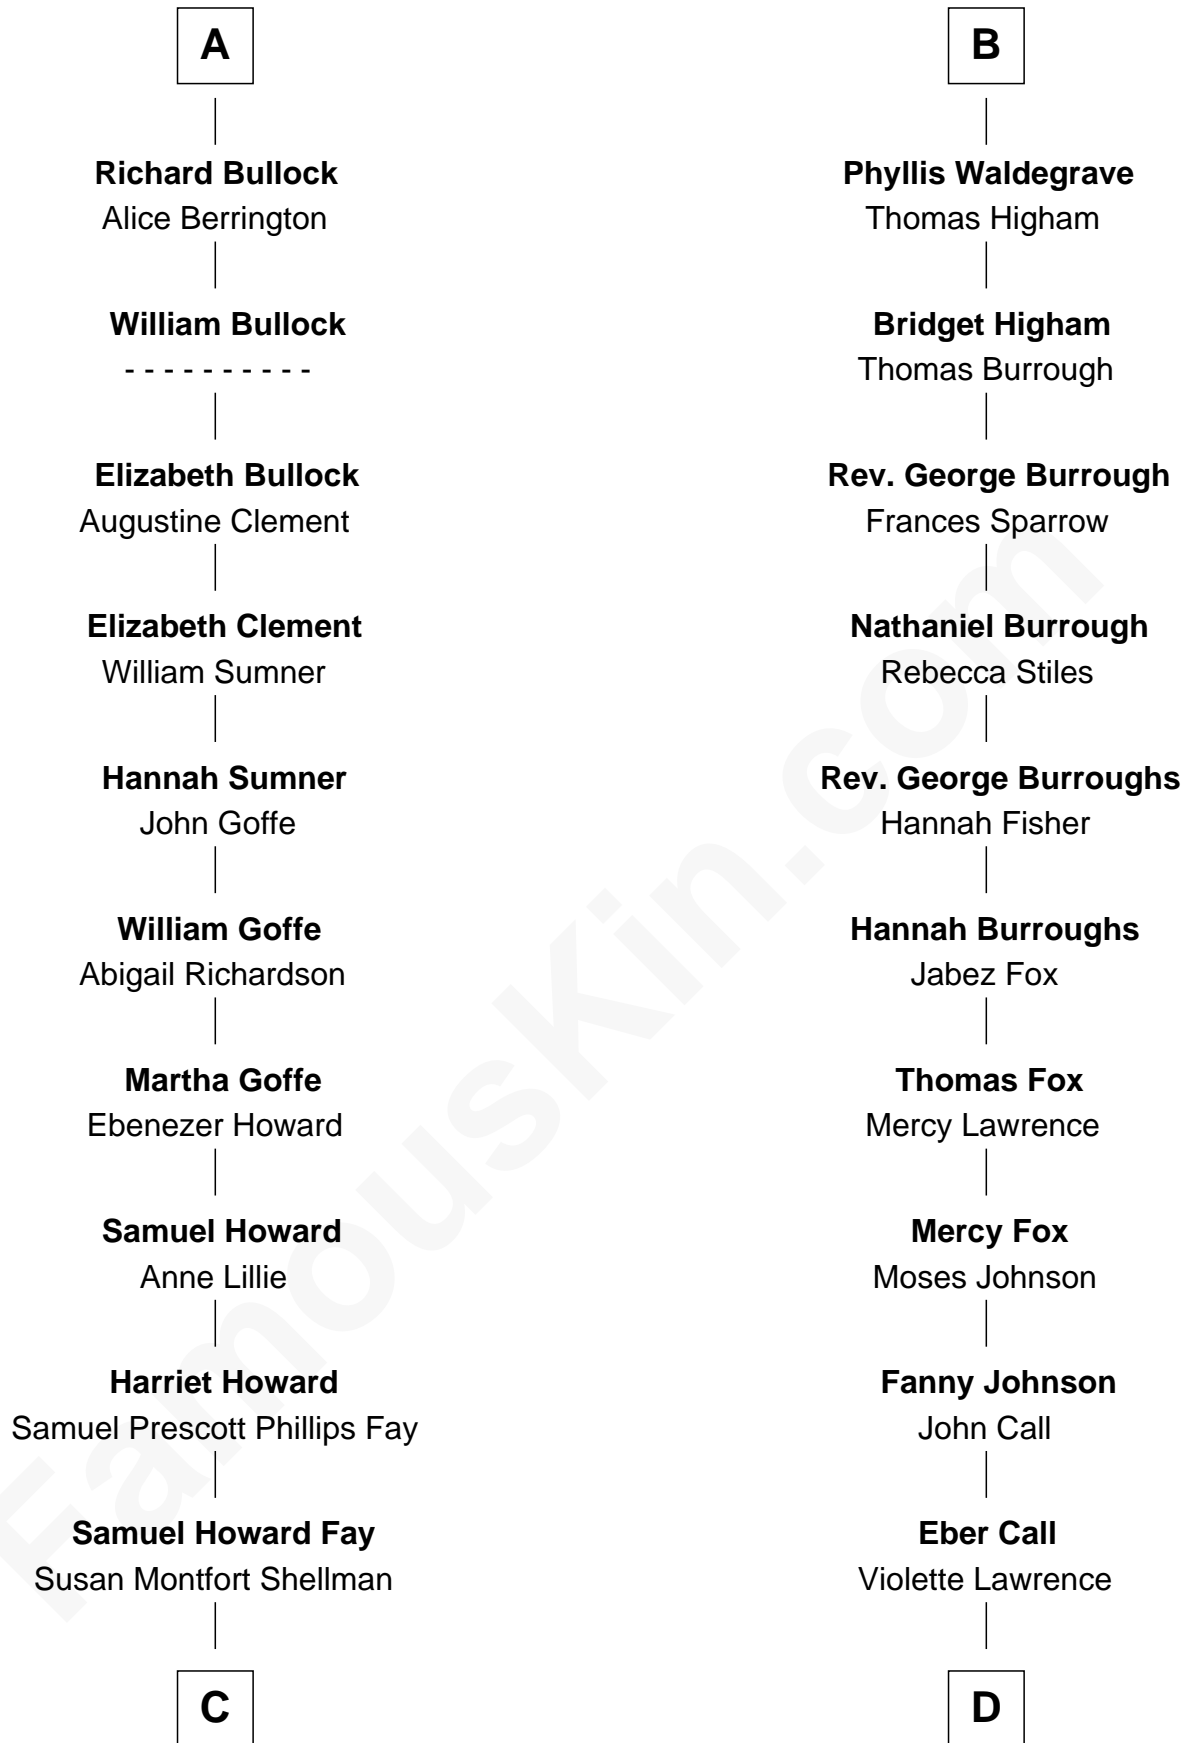 A
Richard Bullock
Alice Berrington
William Bullock
- - - - - - - - - -
Elizabeth Bullock
Augustine Clement
Elizabeth Clement
William Sumner
Hannah Sumner
John Goffe
William Goffe
Abigail Richardson
Martha Goffe
Ebenezer Howard
Samuel Howard
Anne Lillie
Harriet Howard
Samuel Prescott Phillips Fay
Samuel Howard Fay
Susan Montfort Shellman
C
B
Phyllis Waldegrave
Thomas Higham
Bridget Higham
Thomas Burrough
Rev. George Burrough
Frances Sparrow
Nathaniel Burrough
Rebecca Stiles
Rev. George Burroughs
Hannah Fisher
Hannah Burroughs
Jabez Fox
Thomas Fox
Mercy Lawrence
Mercy Fox
Moses Johnson
Fanny Johnson
John Call
Eber Call
Violette Lawrence
D
FamousKin.com